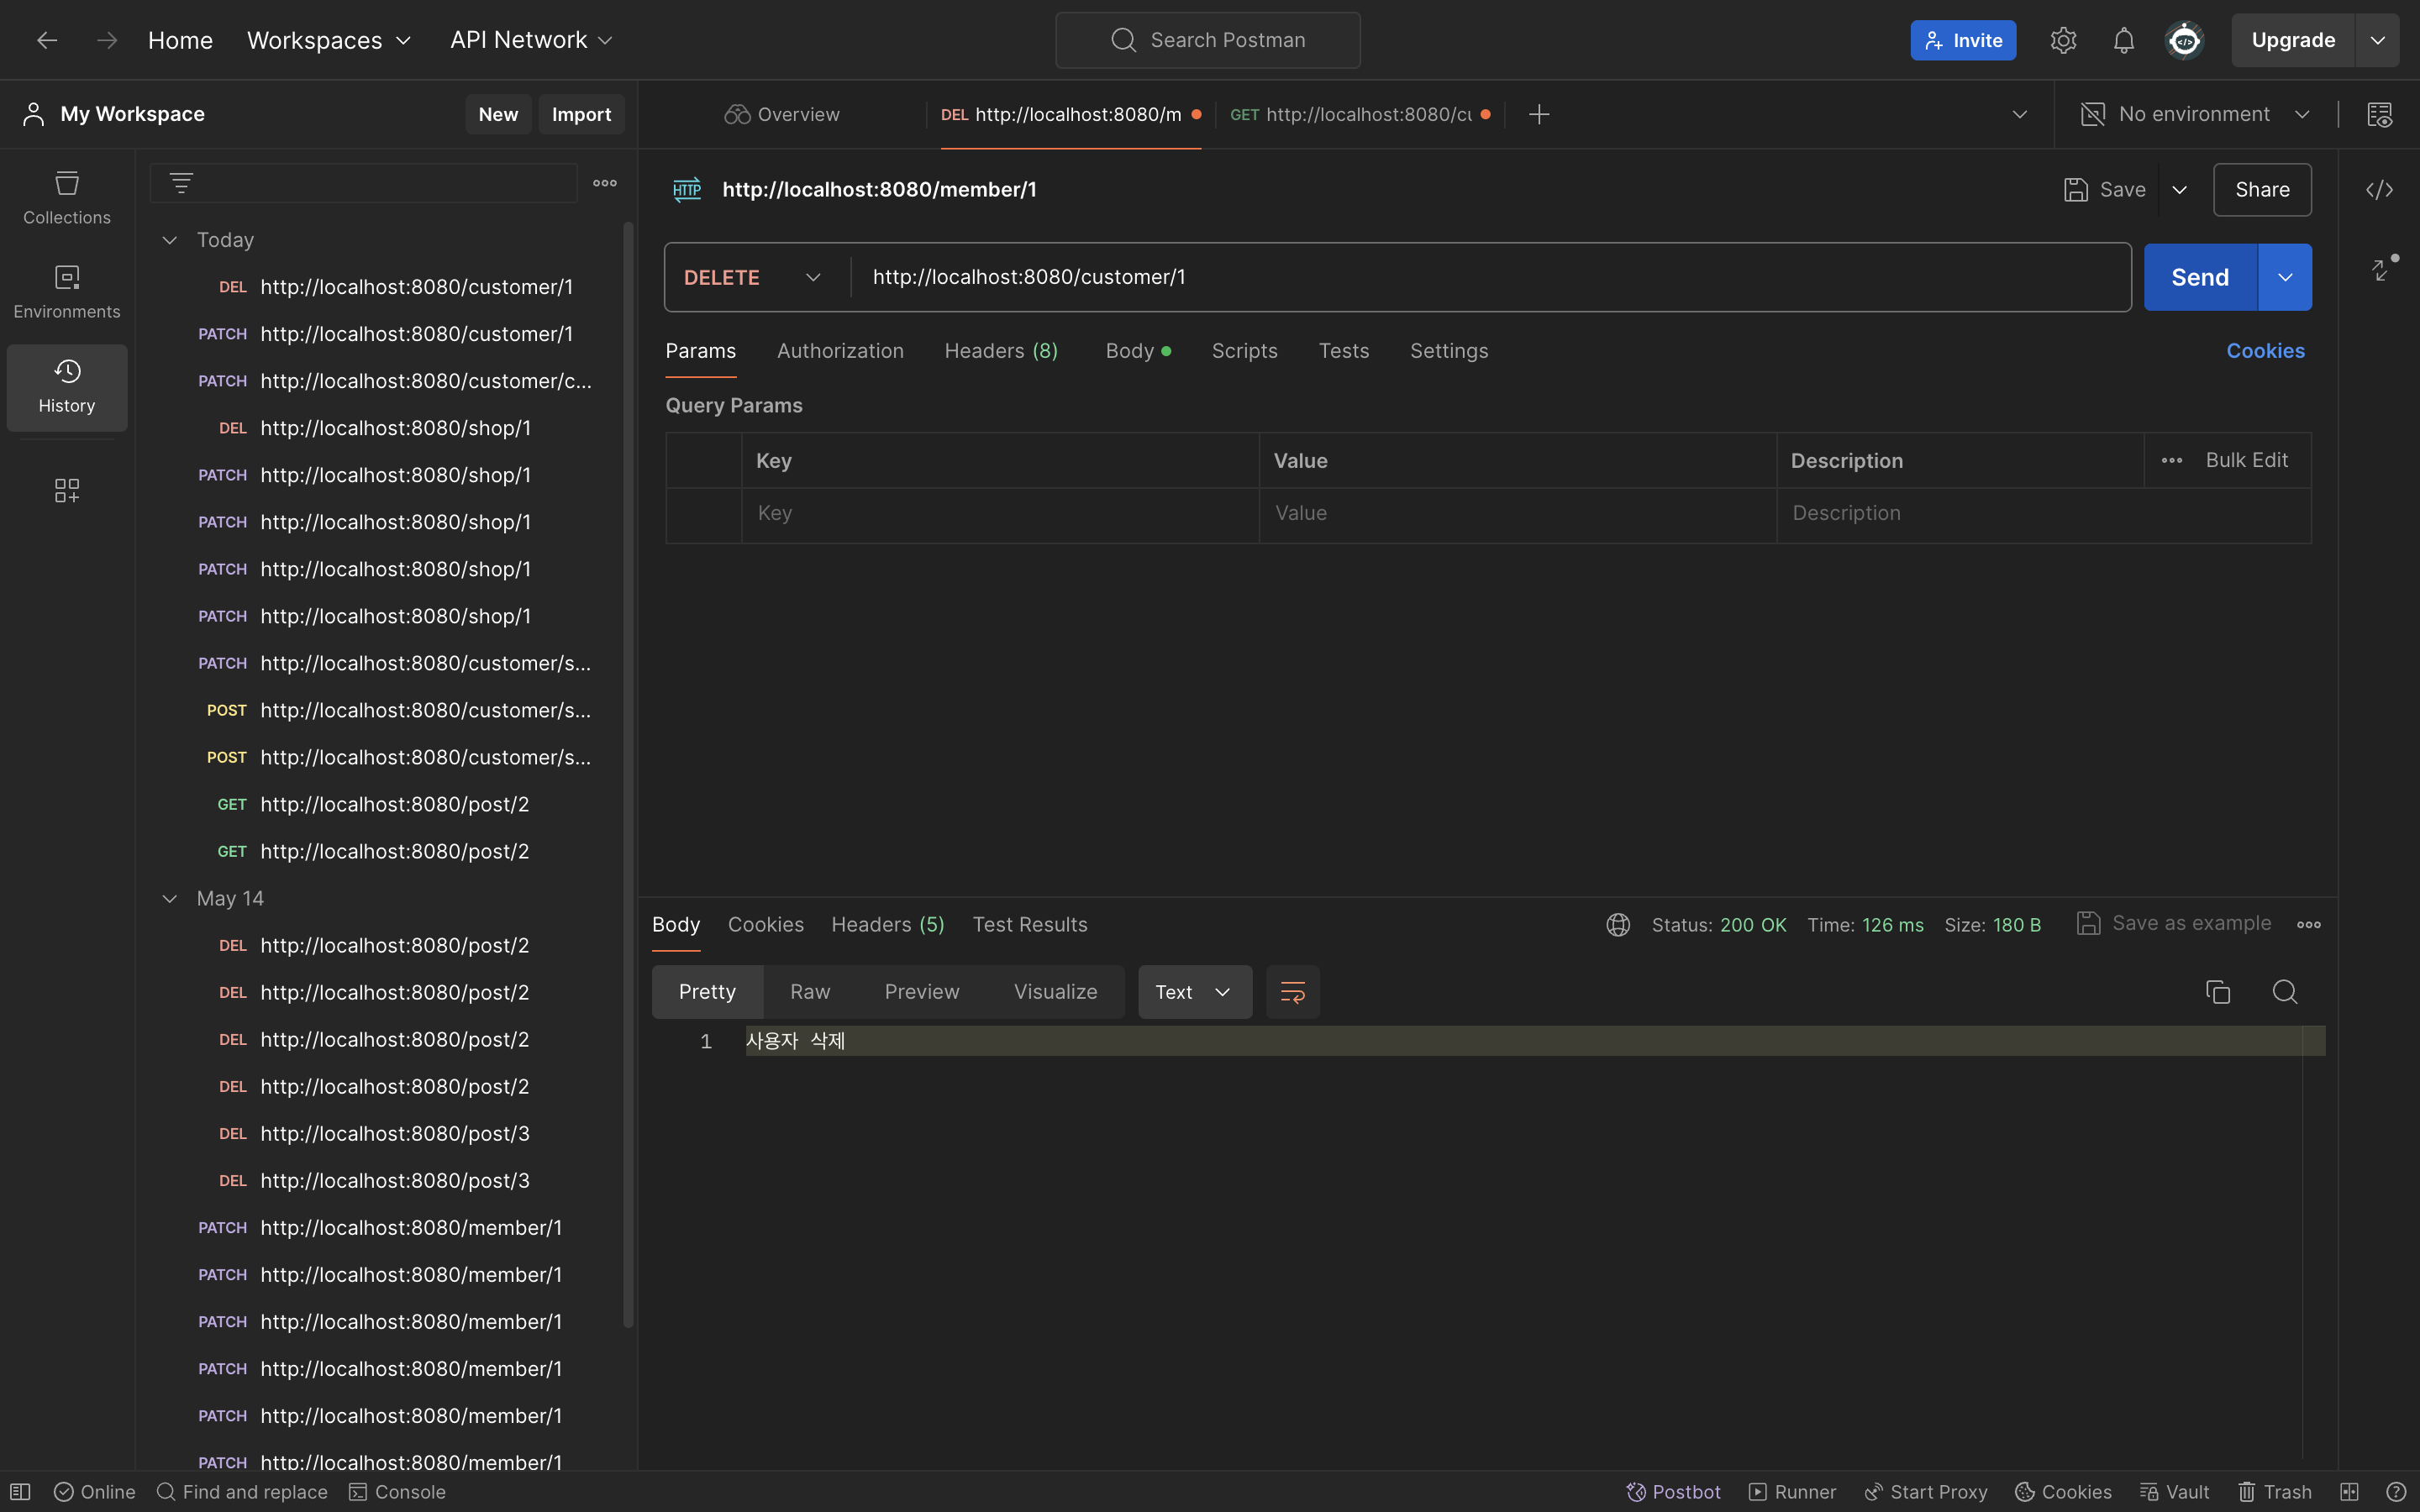 Home Workspaces API Network Search Postman Invite Upgrade
My Workspace New Import Overview DEL http://localhost:8080/m GET http://localhost:8080/cu No environment
Collections
Environments
History
Today
DEL http://localhost:8080/customer/1
PATCH http://localhost:8080/customer/1
PATCH http://localhost:8080/customer/c...
DEL http://localhost:8080/shop/1
PATCH http://localhost:8080/shop/1
PATCH http://localhost:8080/shop/1
PATCH http://localhost:8080/shop/1
PATCH http://localhost:8080/shop/1
PATCH http://localhost:8080/customer/s...
POST http://localhost:8080/customer/s...
POST http://localhost:8080/customer/s...
GET http://localhost:8080/post/2
GET http://localhost:8080/post/2
May 14
DEL http://localhost:8080/post/2
DEL http://localhost:8080/post/2
DEL http://localhost:8080/post/2
DEL http://localhost:8080/post/2
DEL http://localhost:8080/post/3
DEL http://localhost:8080/post/3
PATCH http://localhost:8080/member/1
PATCH http://localhost:8080/member/1
PATCH http://localhost:8080/member/1
PATCH http://localhost:8080/member/1
PATCH http://localhost:8080/member/1
PATCH http://localhost:8080/member/1
HTTP http://localhost:8080/member/1 Save Share
DELETE http://localhost:8080/customer/1 Send
Params Authorization Headers (8) Body Scripts Tests Settings Cookies
Query Params
Key Value Description Bulk Edit
Key Value Description
Body Cookies Headers (5) Test Results Status: 200 OK Time: 126 ms Size: 180 B Save as example
Pretty Raw Preview Visualize Text
1 사용자 삭제
Online Find and replace Console Postbot Runner Start Proxy Cookies Vault Trash